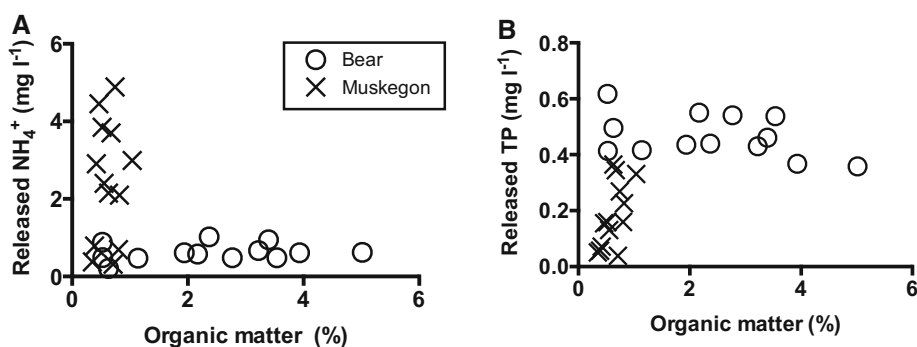 A
Released NH₄⁺ (mg l⁻¹)
6
4
2
0
0 2 4 6
Organic matter (%)
Bear
Muskegon
B
Released TP (mg l⁻¹)
0.8
0.6
0.4
0.2
0.0
0 2 4 6
Organic matter (%)